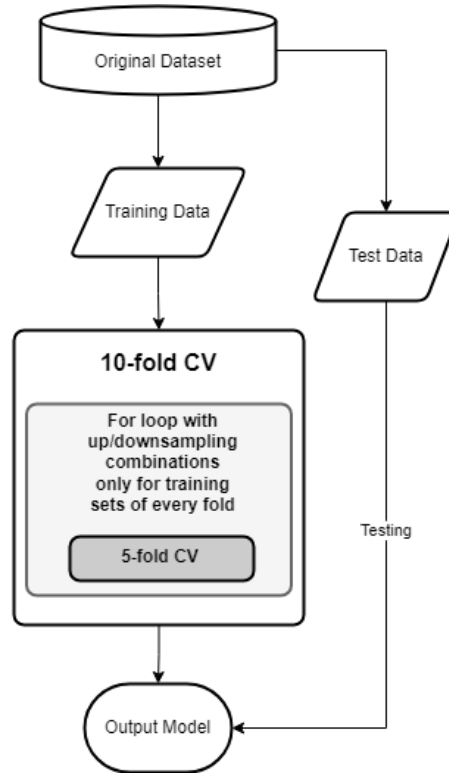 Original Dataset
Training Data
Test Data
10-fold CV
For loop with
up/downsampling
combinations
only for training
sets of every fold
5-fold CV
Testing
Output Model